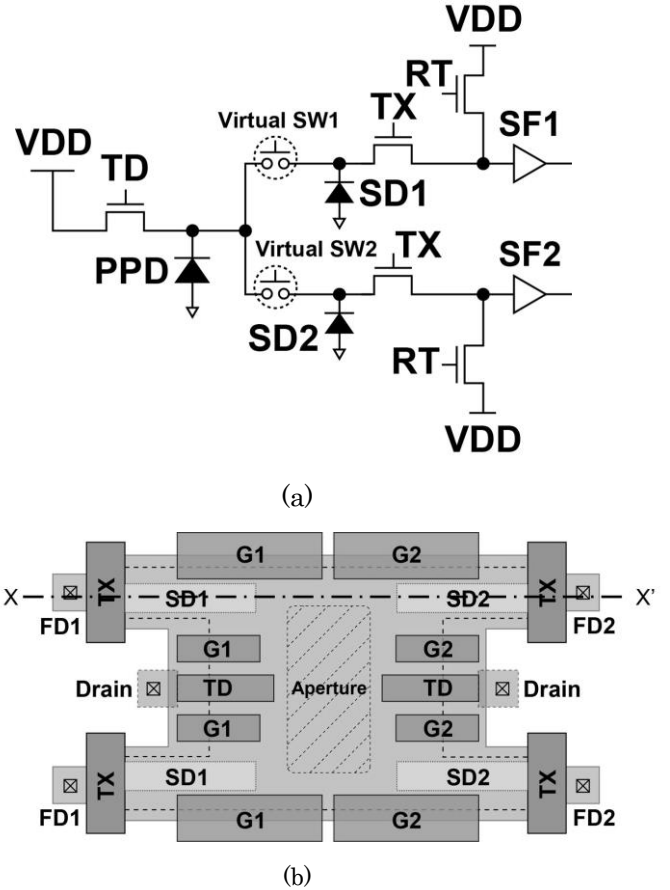 VDD
RT
TX
SF1
Virtual SW1
VDD
TD
SD1
PPD
Virtual SW2
TX
SF2
SD2
RT
VDD
(a)
G1 G2
X TX SD1 SD2 TX X'
FD1 FD2
G1 G2
Drain TD Aperture TD Drain
G1 G2
TX SD1 SD2 TX
FD1 FD2
G1 G2
(b)